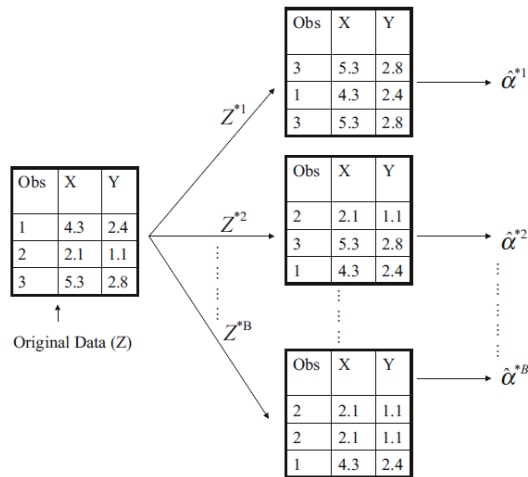 Obs X Y
3 5.3 2.8
1 4.3 2.4
3 5.3 2.8
α̂*1
Z*1
Obs X Y
1 4.3 2.4
2 2.1 1.1
3 5.3 2.8
Original Data (Z)
Z*2
Obs X Y
2 2.1 1.1
3 5.3 2.8
1 4.3 2.4
α̂*2
Z*B
Obs X Y
2 2.1 1.1
2 2.1 1.1
1 4.3 2.4
α̂*B